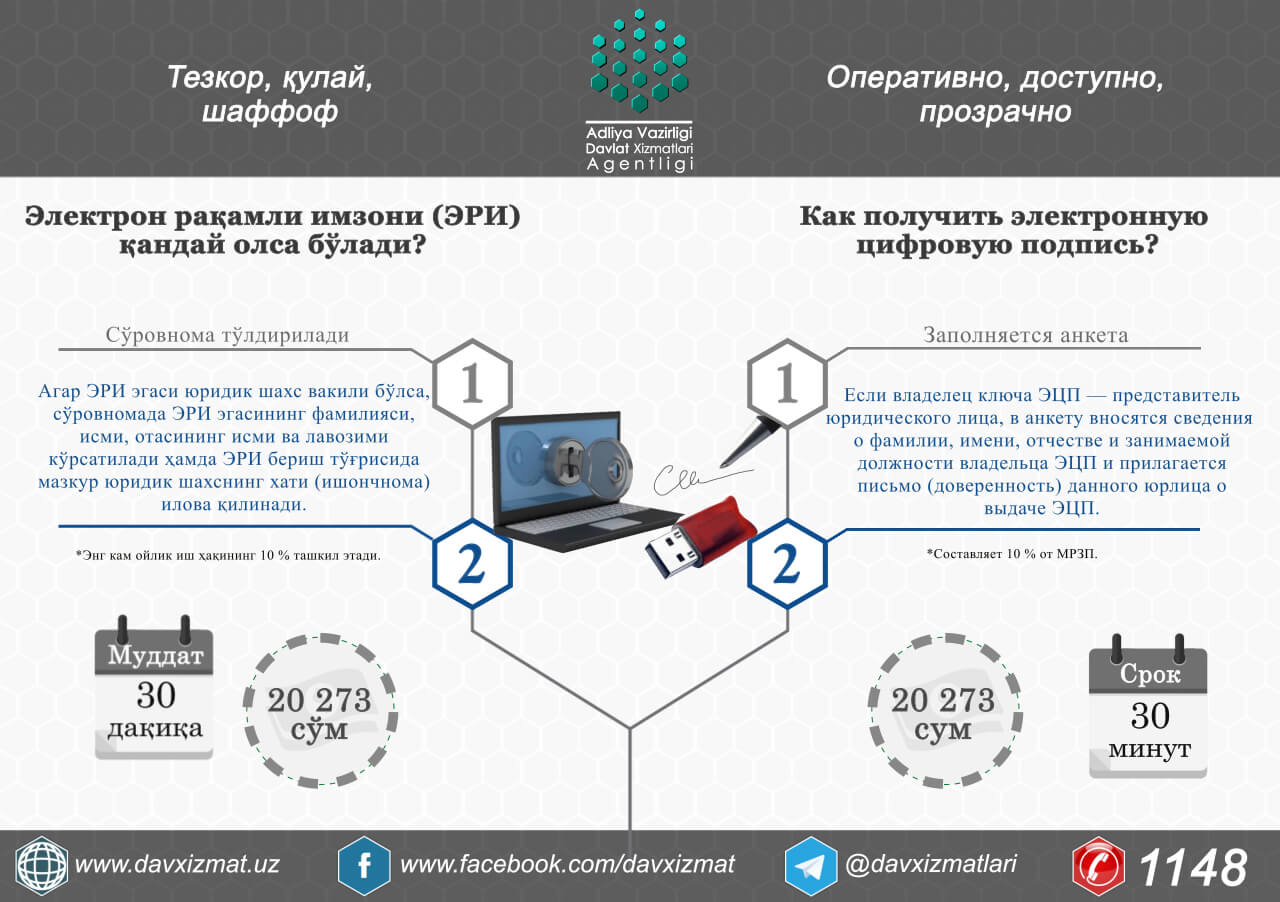 Тезкор, қулай,
шаффоф
Adliya Vazirligi
Davlat Xizmatlari
Agentligi
Оперативно, доступно,
прозрачно
Электрон рақамли имзони (ЭРИ)
қандай олса бўлади?
Сўровнома тўлдирилади
1
Агар ЭРИ эгаси юридик шахс вакили бўлса,
сўровномада ЭРИ эгасининг фамилияси,
исми, отасининг исми ва лавозими
кўрсатилади ҳамда ЭРИ бериш тўғрисида
мазкур юридик шахснинг хати (ишончнома)
илова қилинади.
2
*Энг кам ойлик иш ҳақининг 10 % ташкил этади.
Муддат
30
дақиқа
20 273
сўм
Как получить электронную
цифровую подпись?
Заполняется анкета
1
Если владелец ключа ЭЦП — представитель
юридического лица, в анкету вносятся сведения
о фамилии, имени, отчестве и занимаемой
должности владельца ЭЦП и прилагается
письмо (доверенность) данного юрлица о
выдаче ЭЦП.
2
*Составляет 10 % от МРЗП.
20 273
сум
Срок
30
минут
www.davxizmat.uz
www.facebook.com/davxizmat
@davxizmatlari
1148